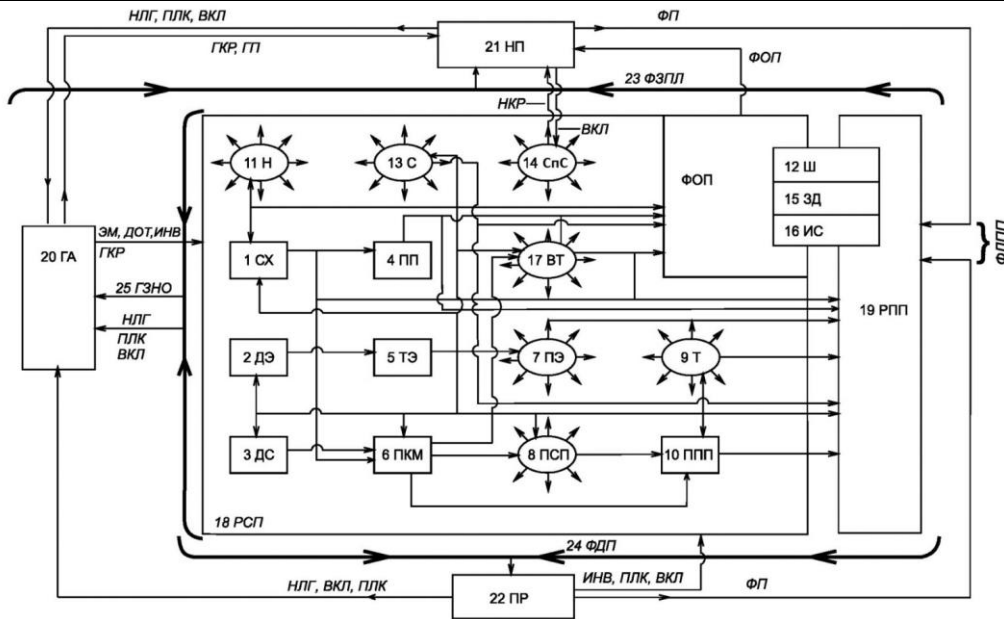 НЛГ, ПЛК, ВКЛ
ФП
21 НП
ГКР, ГП
ФОП
23 ФЗПЛ
НКР
ВКЛ
11 Н
13 С
14 СпС
ФОП
12 Ш
15 ЗД
16 ИС
ЭМ, ДОТ,ИНВ
ГКР
20 ГА
1 СХ
4 ПП
17 ВТ
ФЛПП
25 ГЗНО
19 РПП
НЛГ
ПЛК
ВКЛ
2 ДЭ
5 ТЭ
7 ПЭ
9 Т
3 ДС
6 ПКМ
8 ПСП
10 ППП
18 РСП
24 ФДП
НЛГ, ВКЛ, ПЛК
ИНВ, ПЛК, ВКЛ
ФП
22 ПР